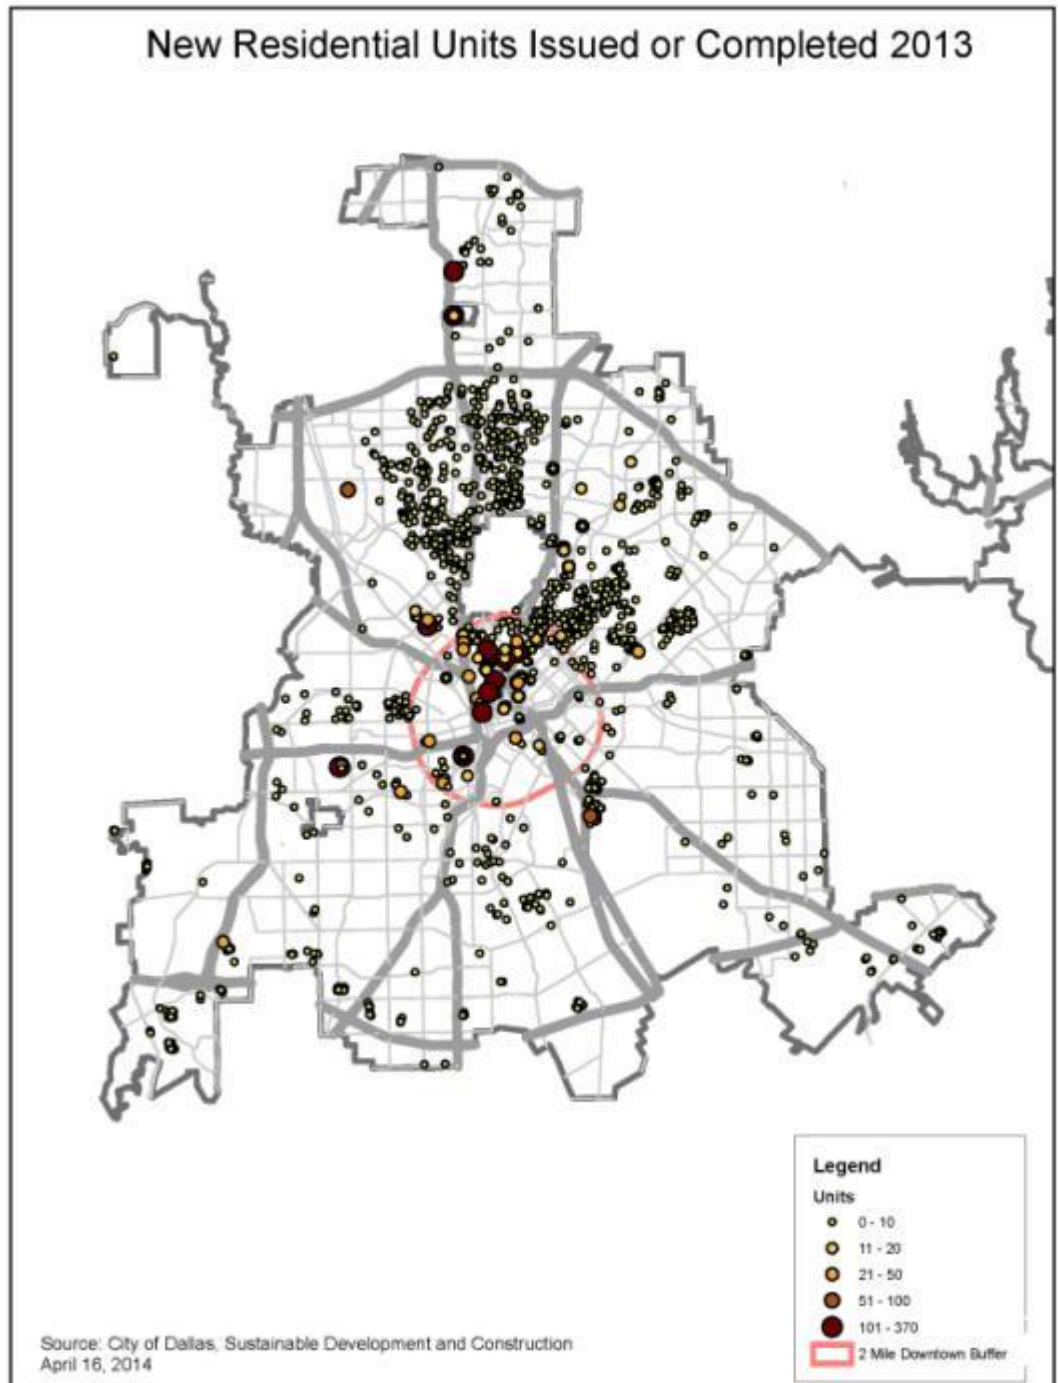 New Residential Units Issued or Completed 2013
Legend
Units
0 - 10
11 - 20
21 - 50
51 - 100
101 - 370
2 Mile Downtown Buffer
Source: City of Dallas, Sustainable Development and Construction
April 16, 2014